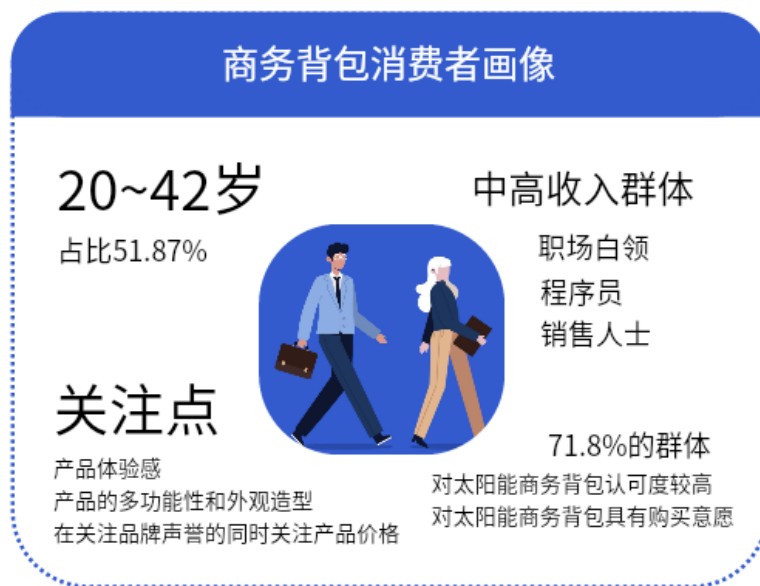 商务背包消费者画像
20~42岁
占比51.87%
中高收入群体
职场白领
程序员
销售人士
关注点
产品体验感
产品的多功能性和外观造型
在关注品牌声誉的同时关注产品价格
71.8%的群体
对太阳能商务背包认可度较高
对太阳能商务背包具有购买意愿